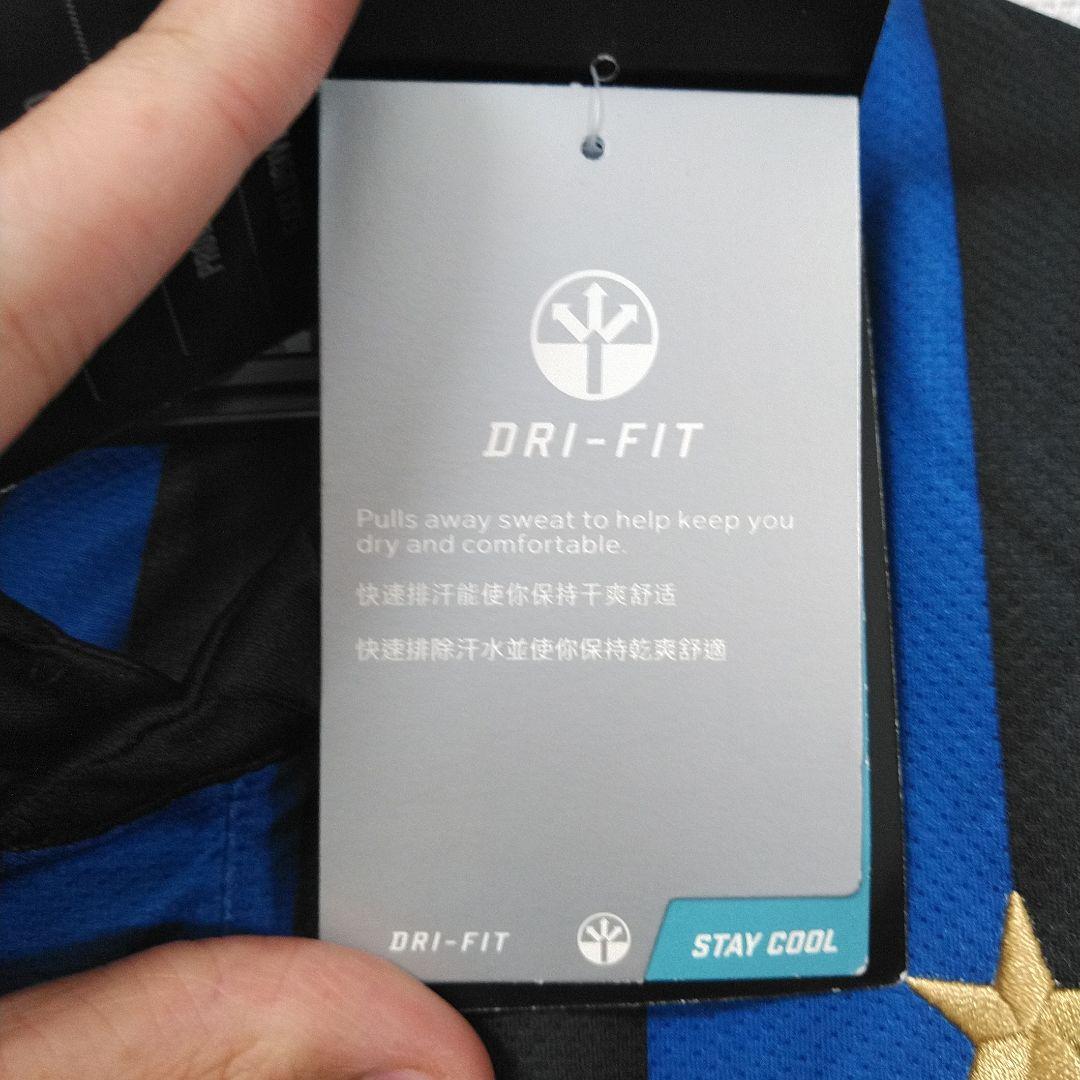 DRI-FIT
Pulls away sweat to help keep you
dry and comfortable.
快速排汗能使你保持干爽舒适
快速排除汗水並使你保持乾爽舒適
DRI-FIT
STAY COOL